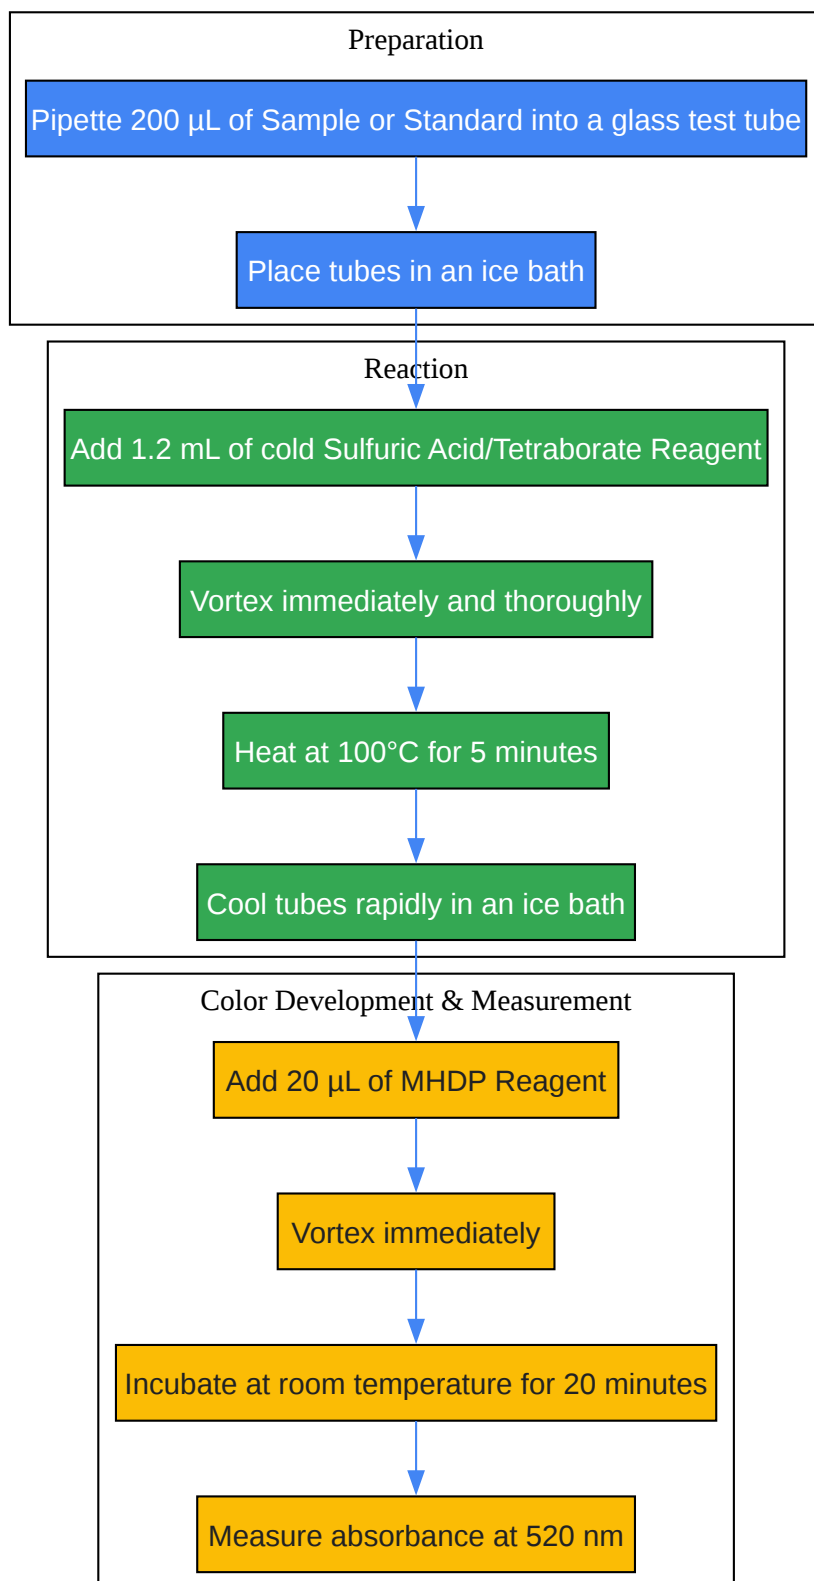 Preparation
Pipette 200 µL of Sample or Standard into a glass test tube
Place tubes in an ice bath
Reaction
Add 1.2 mL of cold Sulfuric Acid/Tetraborate Reagent
Vortex immediately and thoroughly
Heat at 100°C for 5 minutes
Cool tubes rapidly in an ice bath
Color Development & Measurement
Add 20 µL of MHDP Reagent
Vortex immediately
Incubate at room temperature for 20 minutes
Measure absorbance at 520 nm